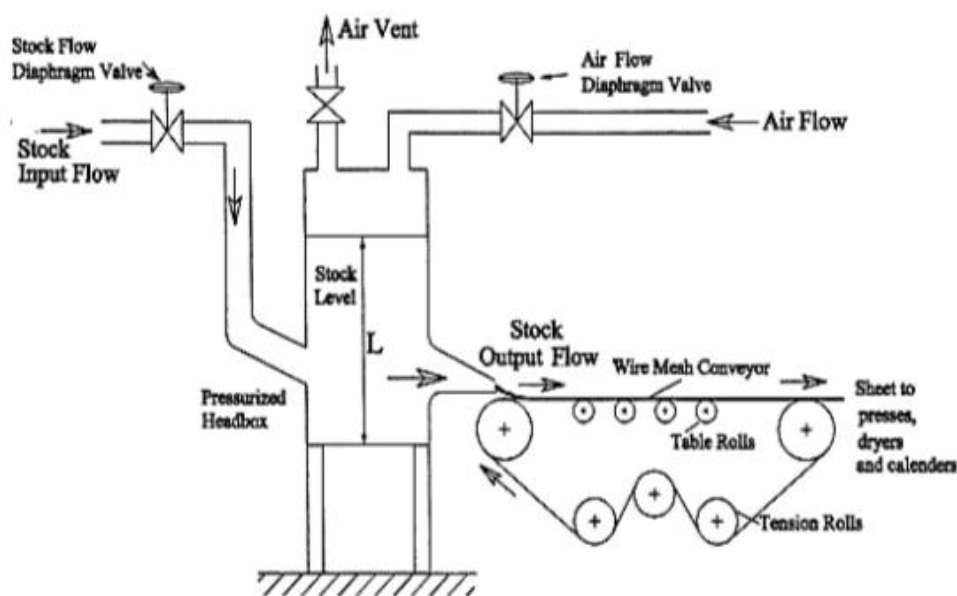 Air Vent
Stock Flow
Diaphragm Valve
Air Flow
Diaphragm Valve
Stock
Input Flow
Air Flow
Stock
Level
L
Stock
Output Flow
Wire Mesh Conveyor
Pressurized
Headbox
Table Rolls
Sheet to
presses,
dryers
and calenders
Tension Rolls